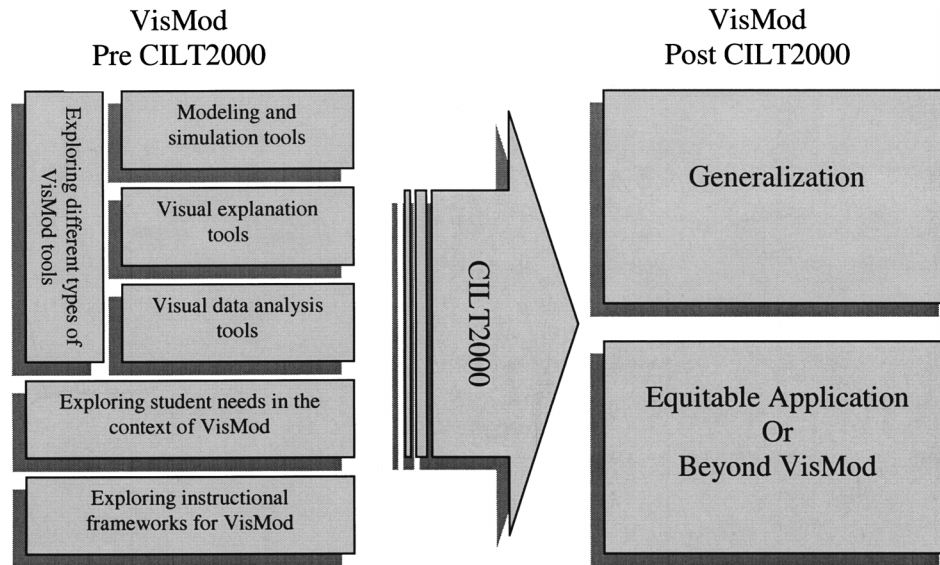 VisMod
Pre CILT2000
Exploring different types of
VisMod tools
Modeling and
simulation tools
Visual explanation
tools
Visual data analysis
tools
Exploring student needs in the
context of VisMod
Exploring instructional
frameworks for VisMod
CILT2000
VisMod
Post CILT2000
Generalization
Equitable Application
Or
Beyond VisMod